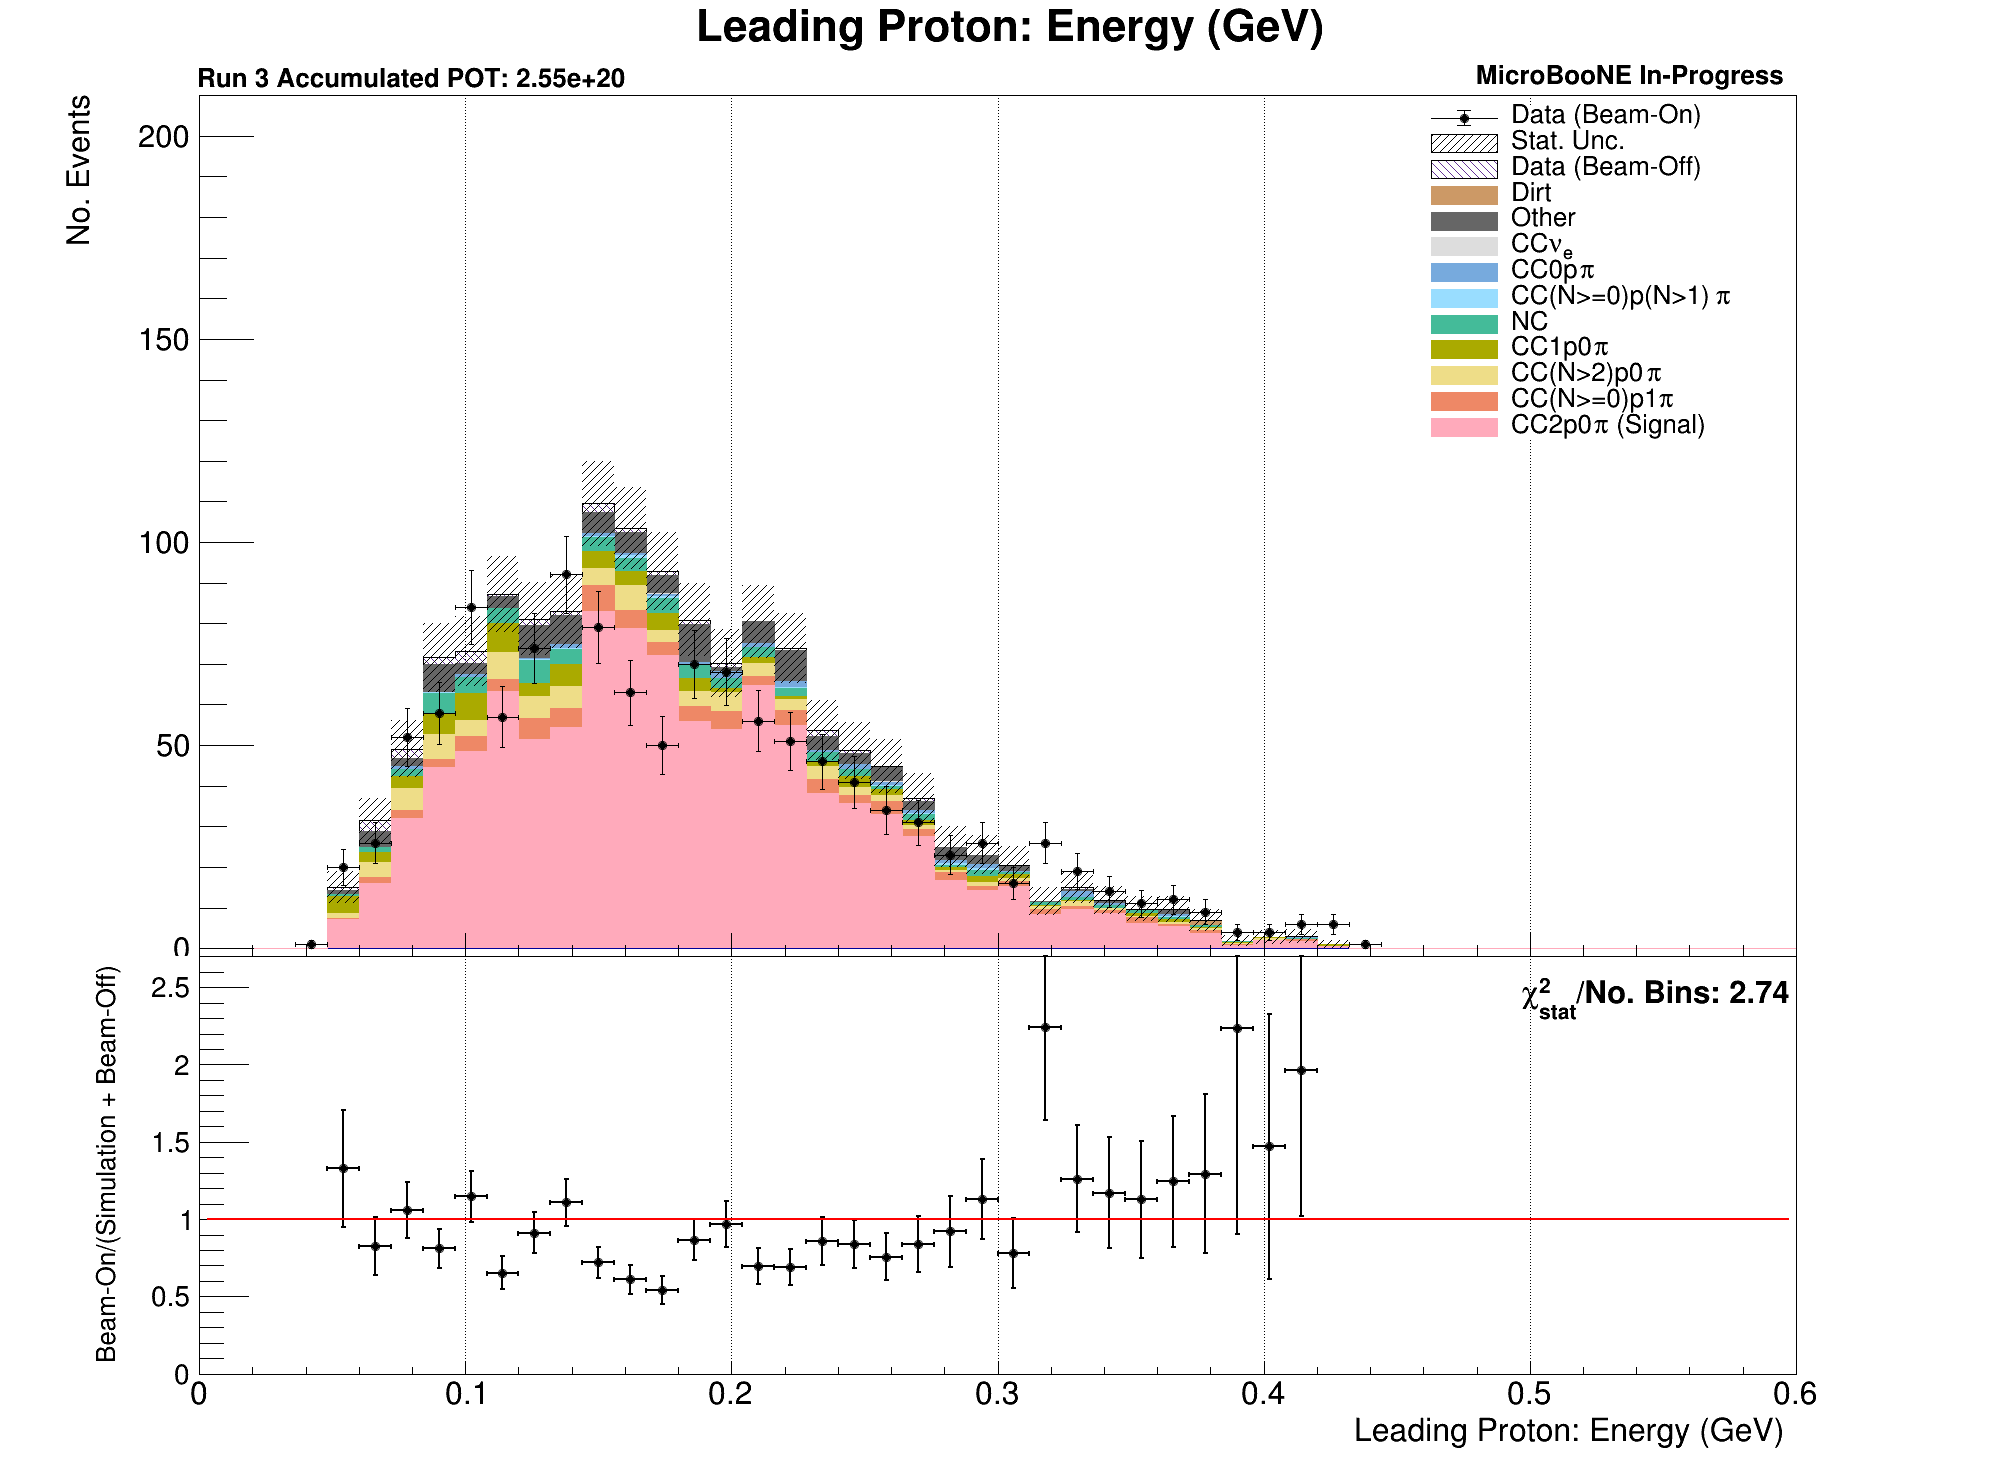 Leading Proton: Energy (GeV)
Run 3 Accumulated POT: 2.55e+20
MicroBooNE In-Progress
No. Events
200
150
100
50
0
Data (Beam-On)
Stat. Unc.
Data (Beam-Off)
Dirt
Other
CCνe
CC0pπ
CC(N>=0)p(N>1) π
NC
CC1p0π
CC(N>2)p0π
CC(N>=0)p1π
CC2p0π (Signal)
Beam-On/(Simulation + Beam-Off)
2.5
2
1.5
1
0.5
0
χ²stat/No. Bins: 2.74
0 0.1 0.2 0.3 0.4 0.5 0.6
Leading Proton: Energy (GeV)